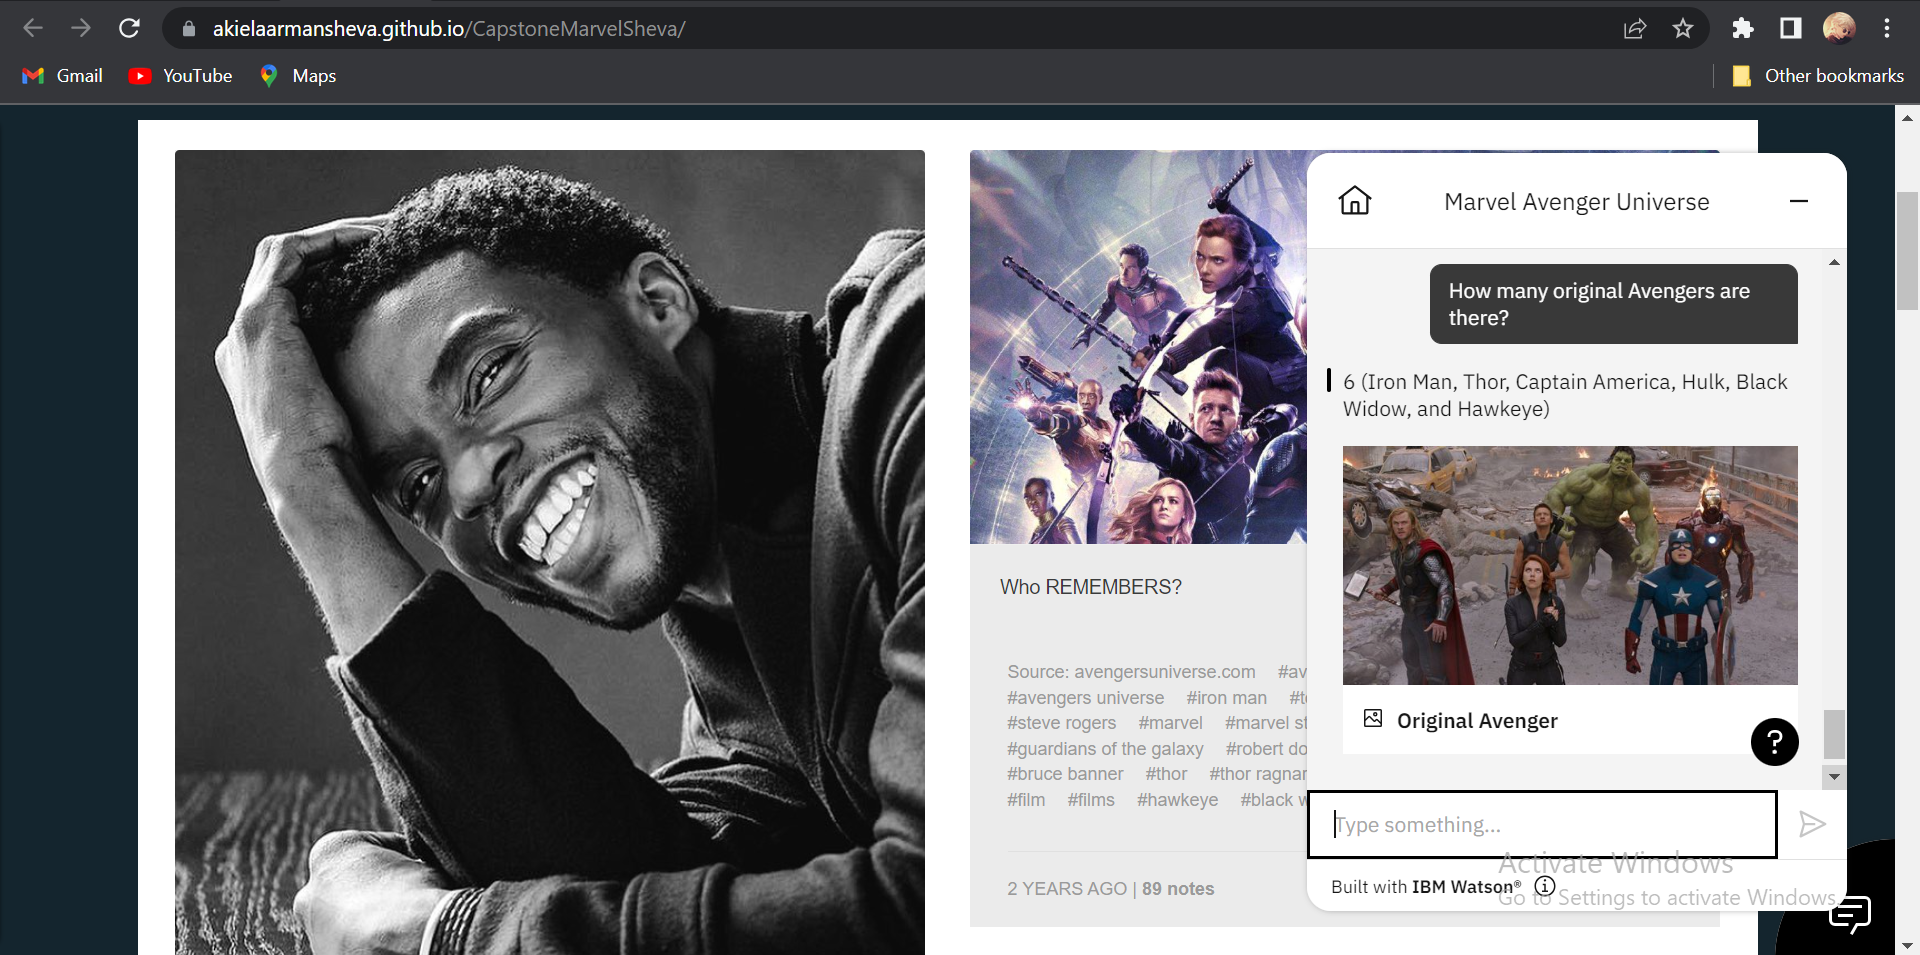 akielaarmansheva.github.io/CapstoneMarvelSheva/
Gmail YouTube Maps Other bookmarks
Marvel Avenger Universe
How many original Avengers are
there?
6 (Iron Man, Thor, Captain America, Hulk, Black
Widow, and Hawkeye)
Original Avenger
?
Type something...
Built with IBM Watson®
Activate Windows
Go to Settings to activate Windows.
Who REMEMBERS?
Source: avengersuniverse.com #av
#avengers universe #iron man
#steve rogers #marvel #marvel st
#guardians of the galaxy #robert do
#bruce banner #thor #thor ragnar
#film #films #hawkeye #black w
2 YEARS AGO | 89 notes